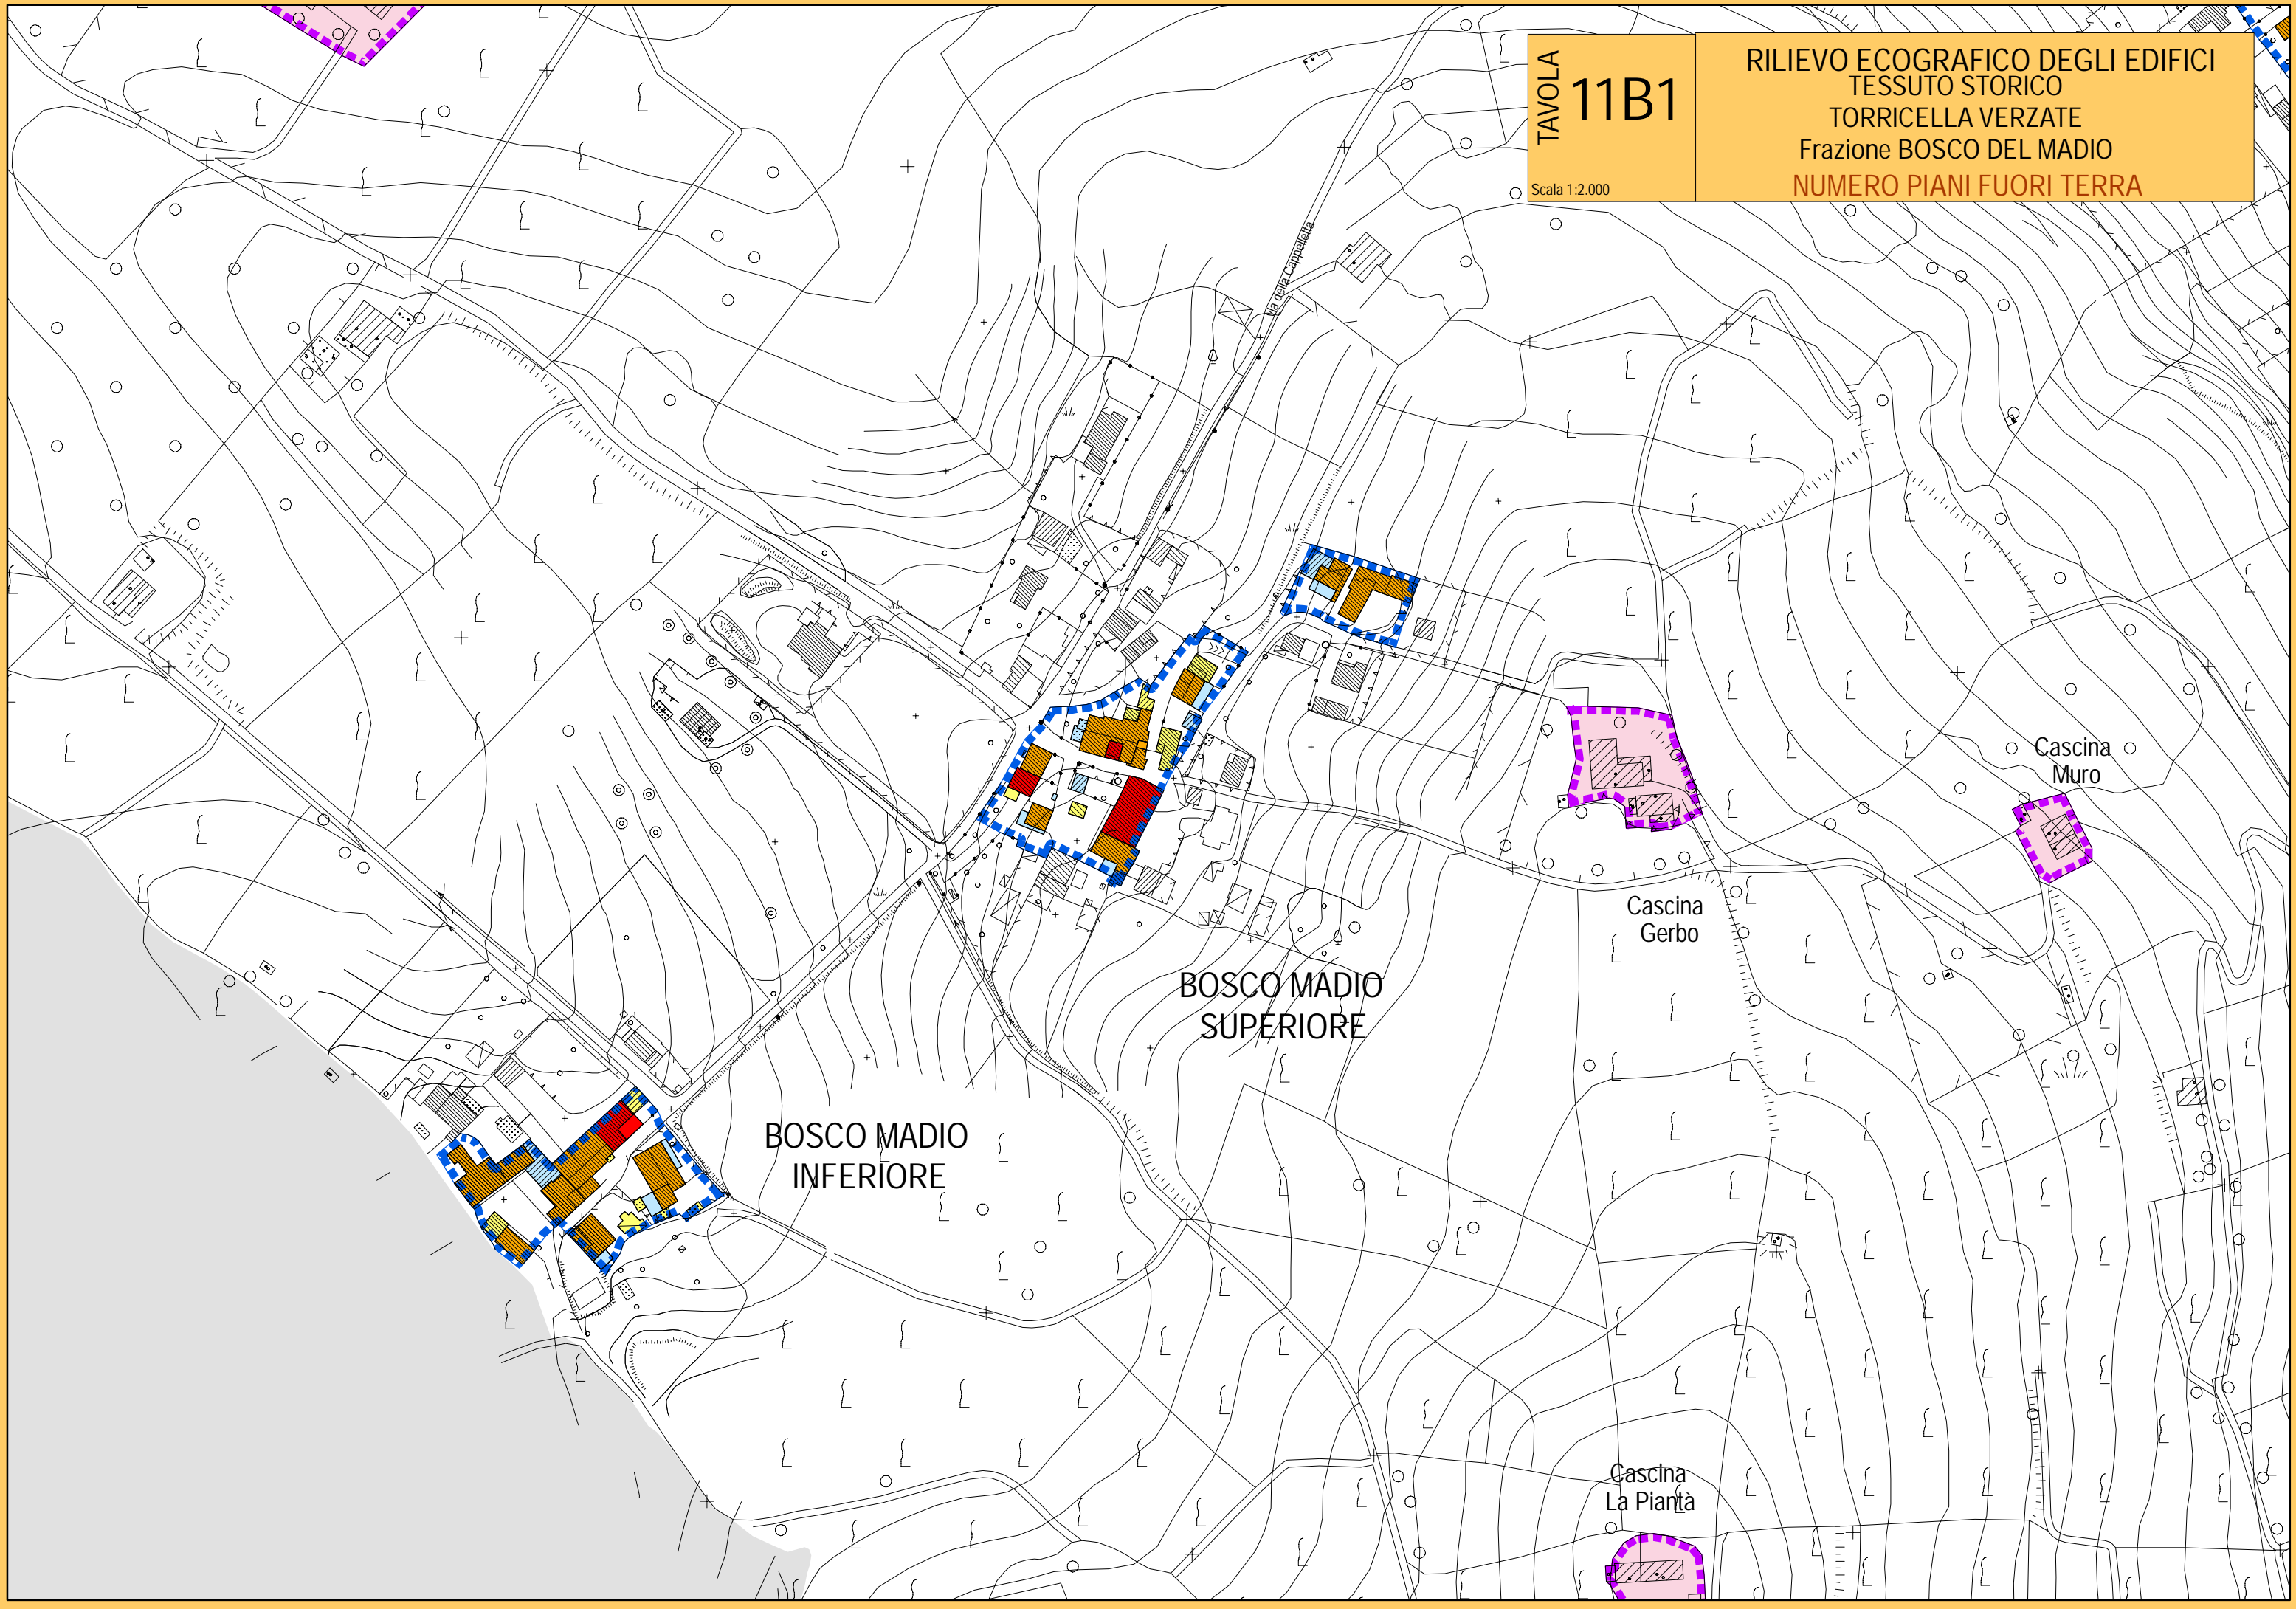 TAVOLA
11B1
Scala 1:2.000
RILIEVO ECOGRAFICO DEGLI EDIFICI
TESSUTO STORICO
TORRICELLA VERZATE
Frazione BOSCO DEL MADIO
NUMERO PIANI FUORI TERRA
Via della Cappelletta
Cascina
Muro
Cascina
Gerbo
BOSCO MADIO
SUPERIORE
BOSCO MADIO
INFERIORE
Cascina
La Pianta